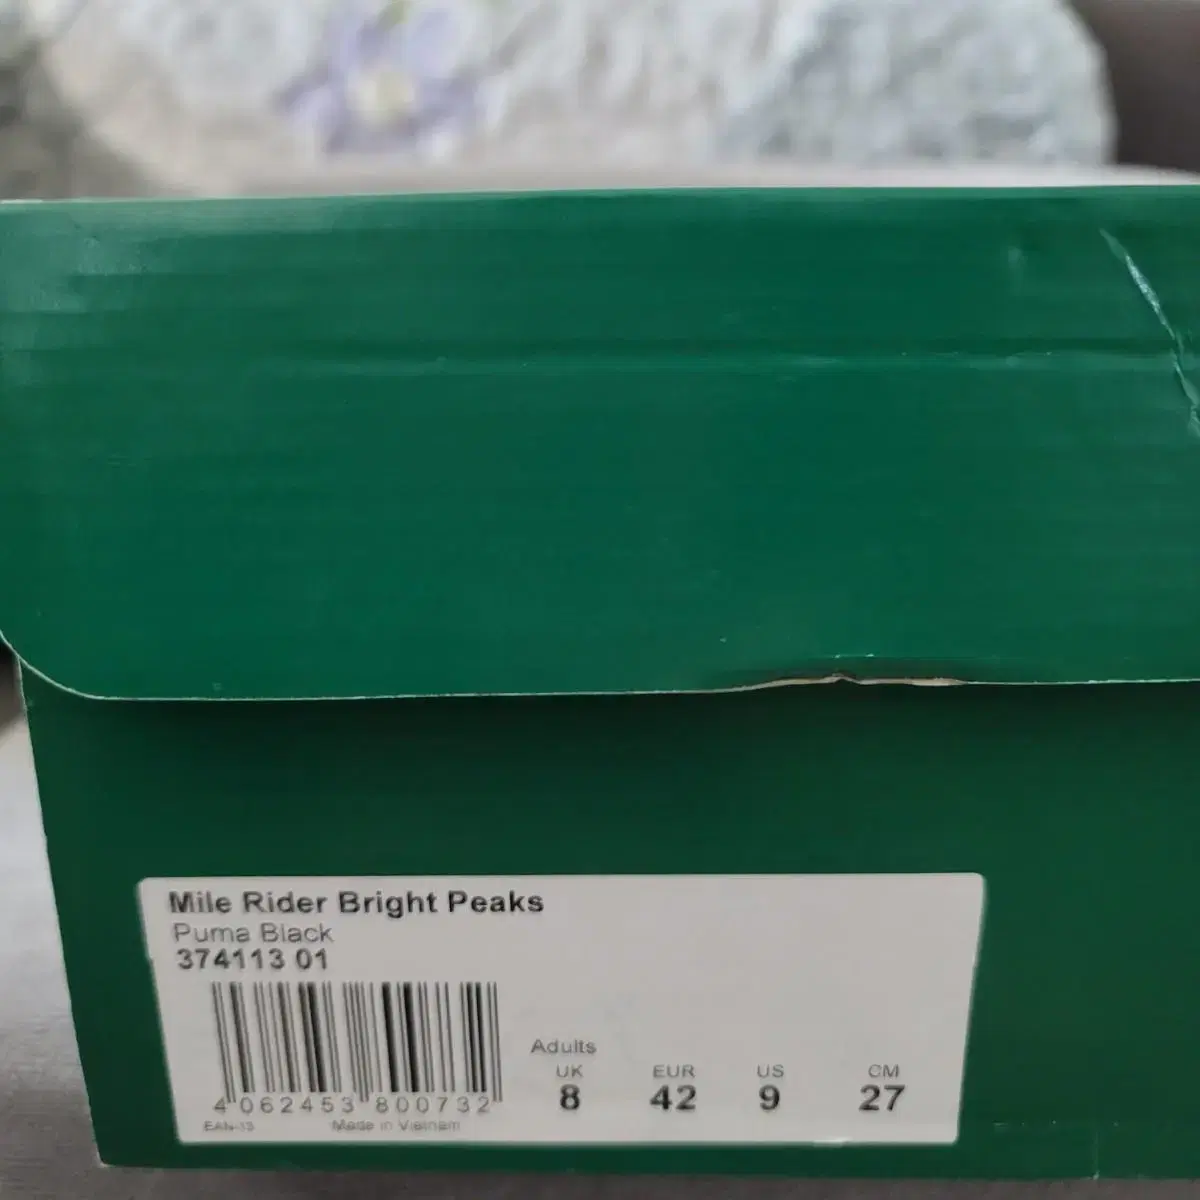 Mile Rider Bright Peaks
Puma Black
374113 01
Adults
UK EUR US CM
8 42 9 27
4 062453 800732
EAN-13 Made in Vietnam